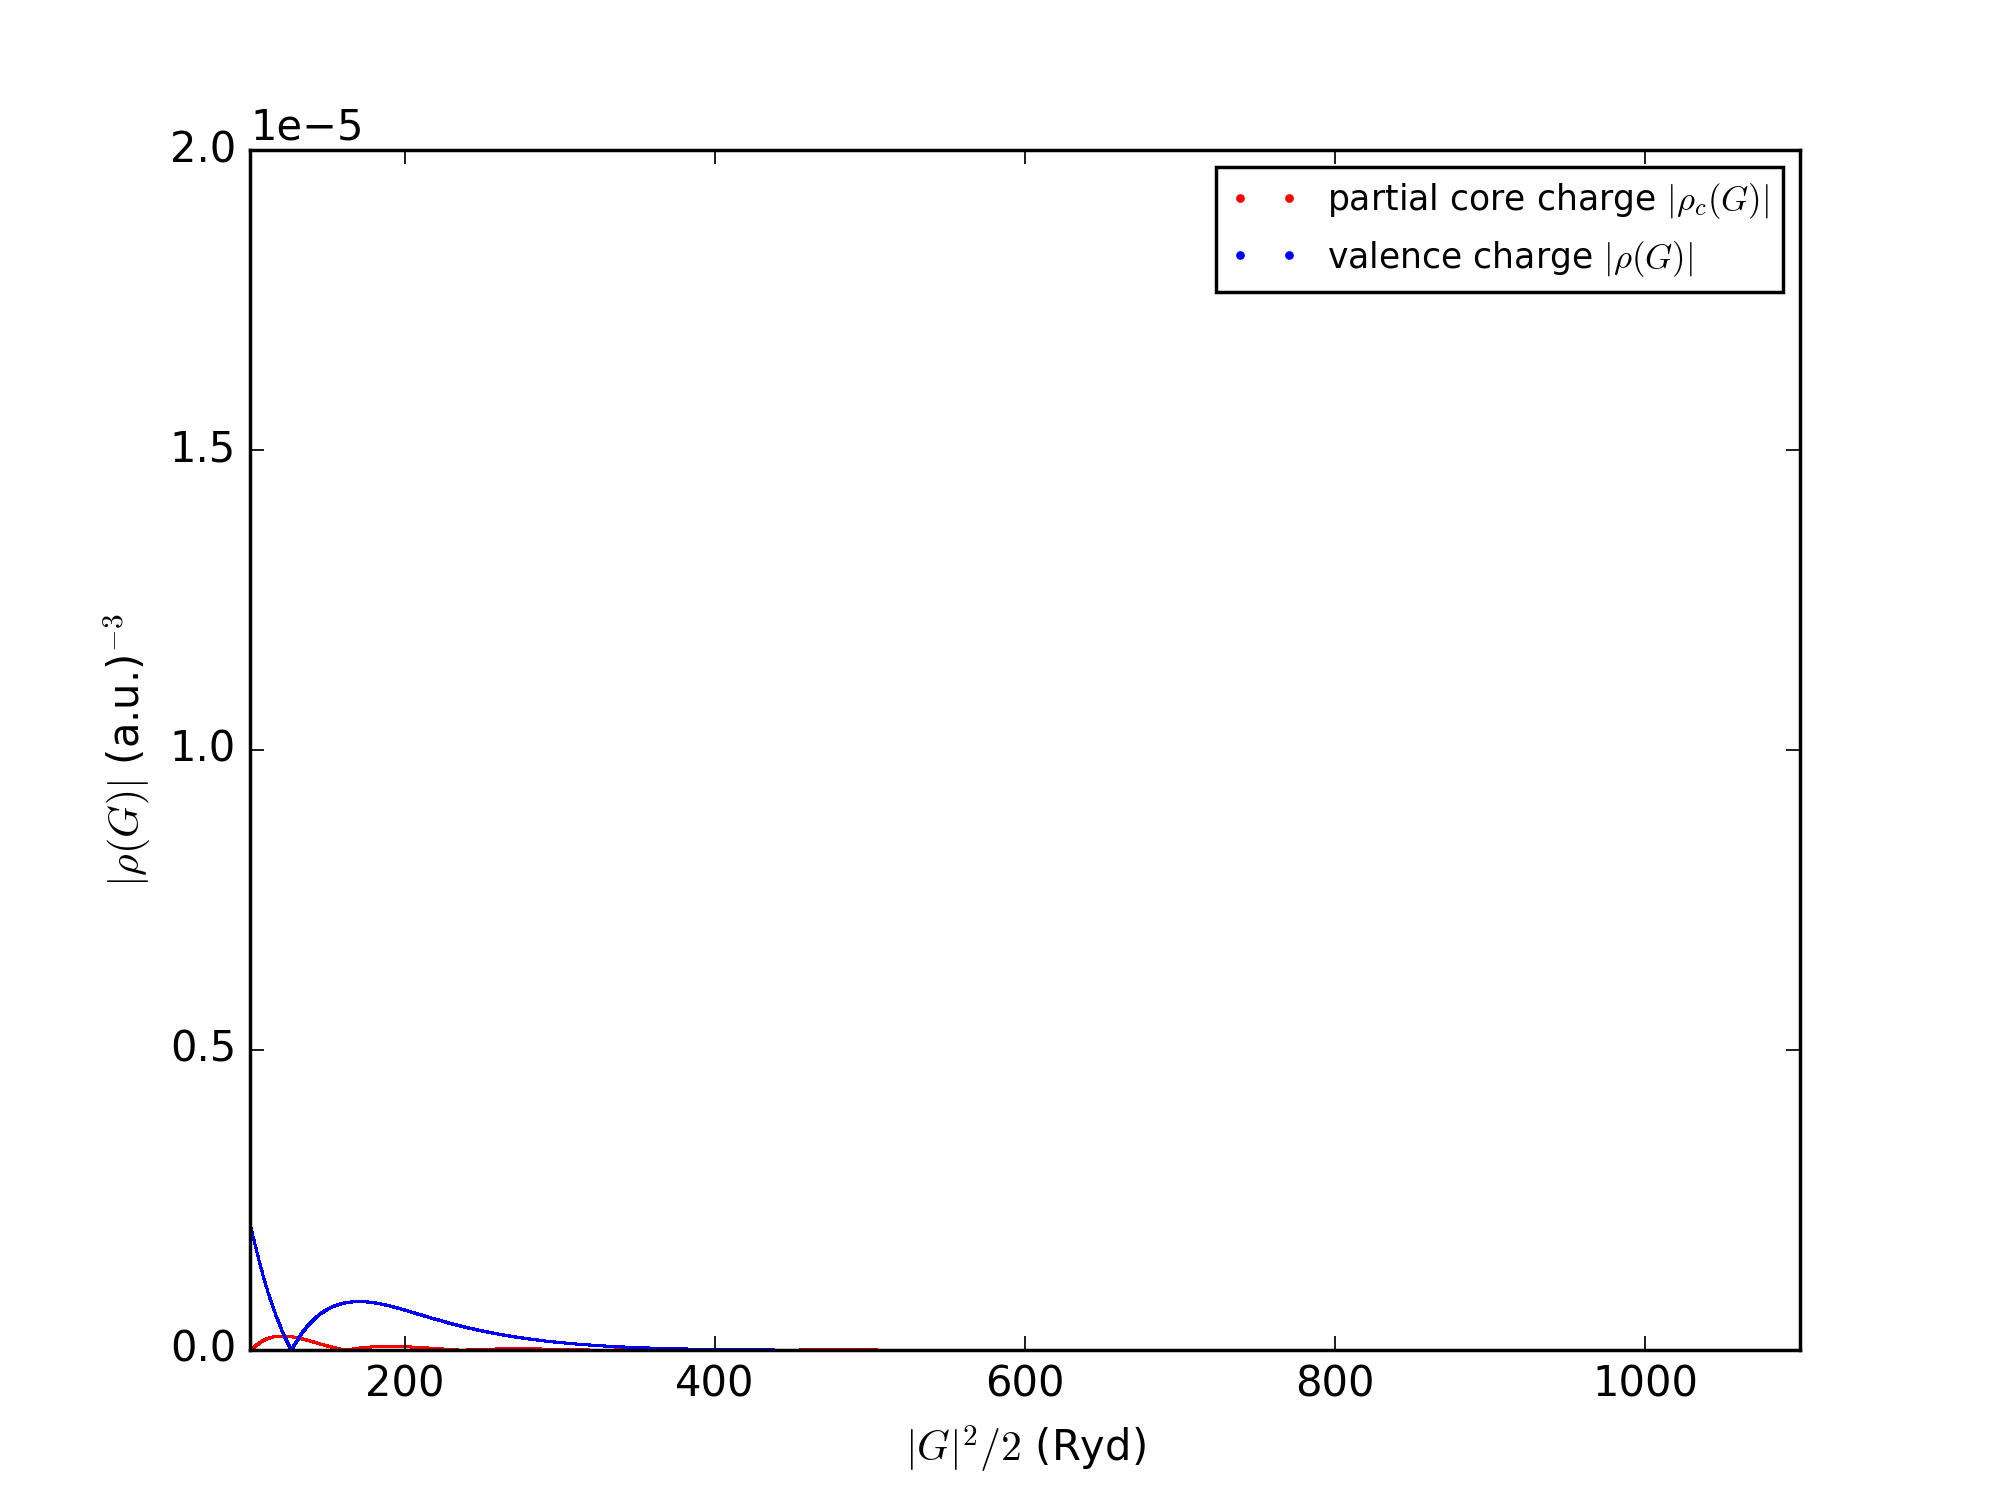 1e−5
2.0
1.5
1.0
0.5
0.0
200 400 600 800 1000
|G|²/2 (Ryd)
|ρ(G)| (a.u.)⁻³
partial core charge |ρ_c(G)|
valence charge |ρ(G)|